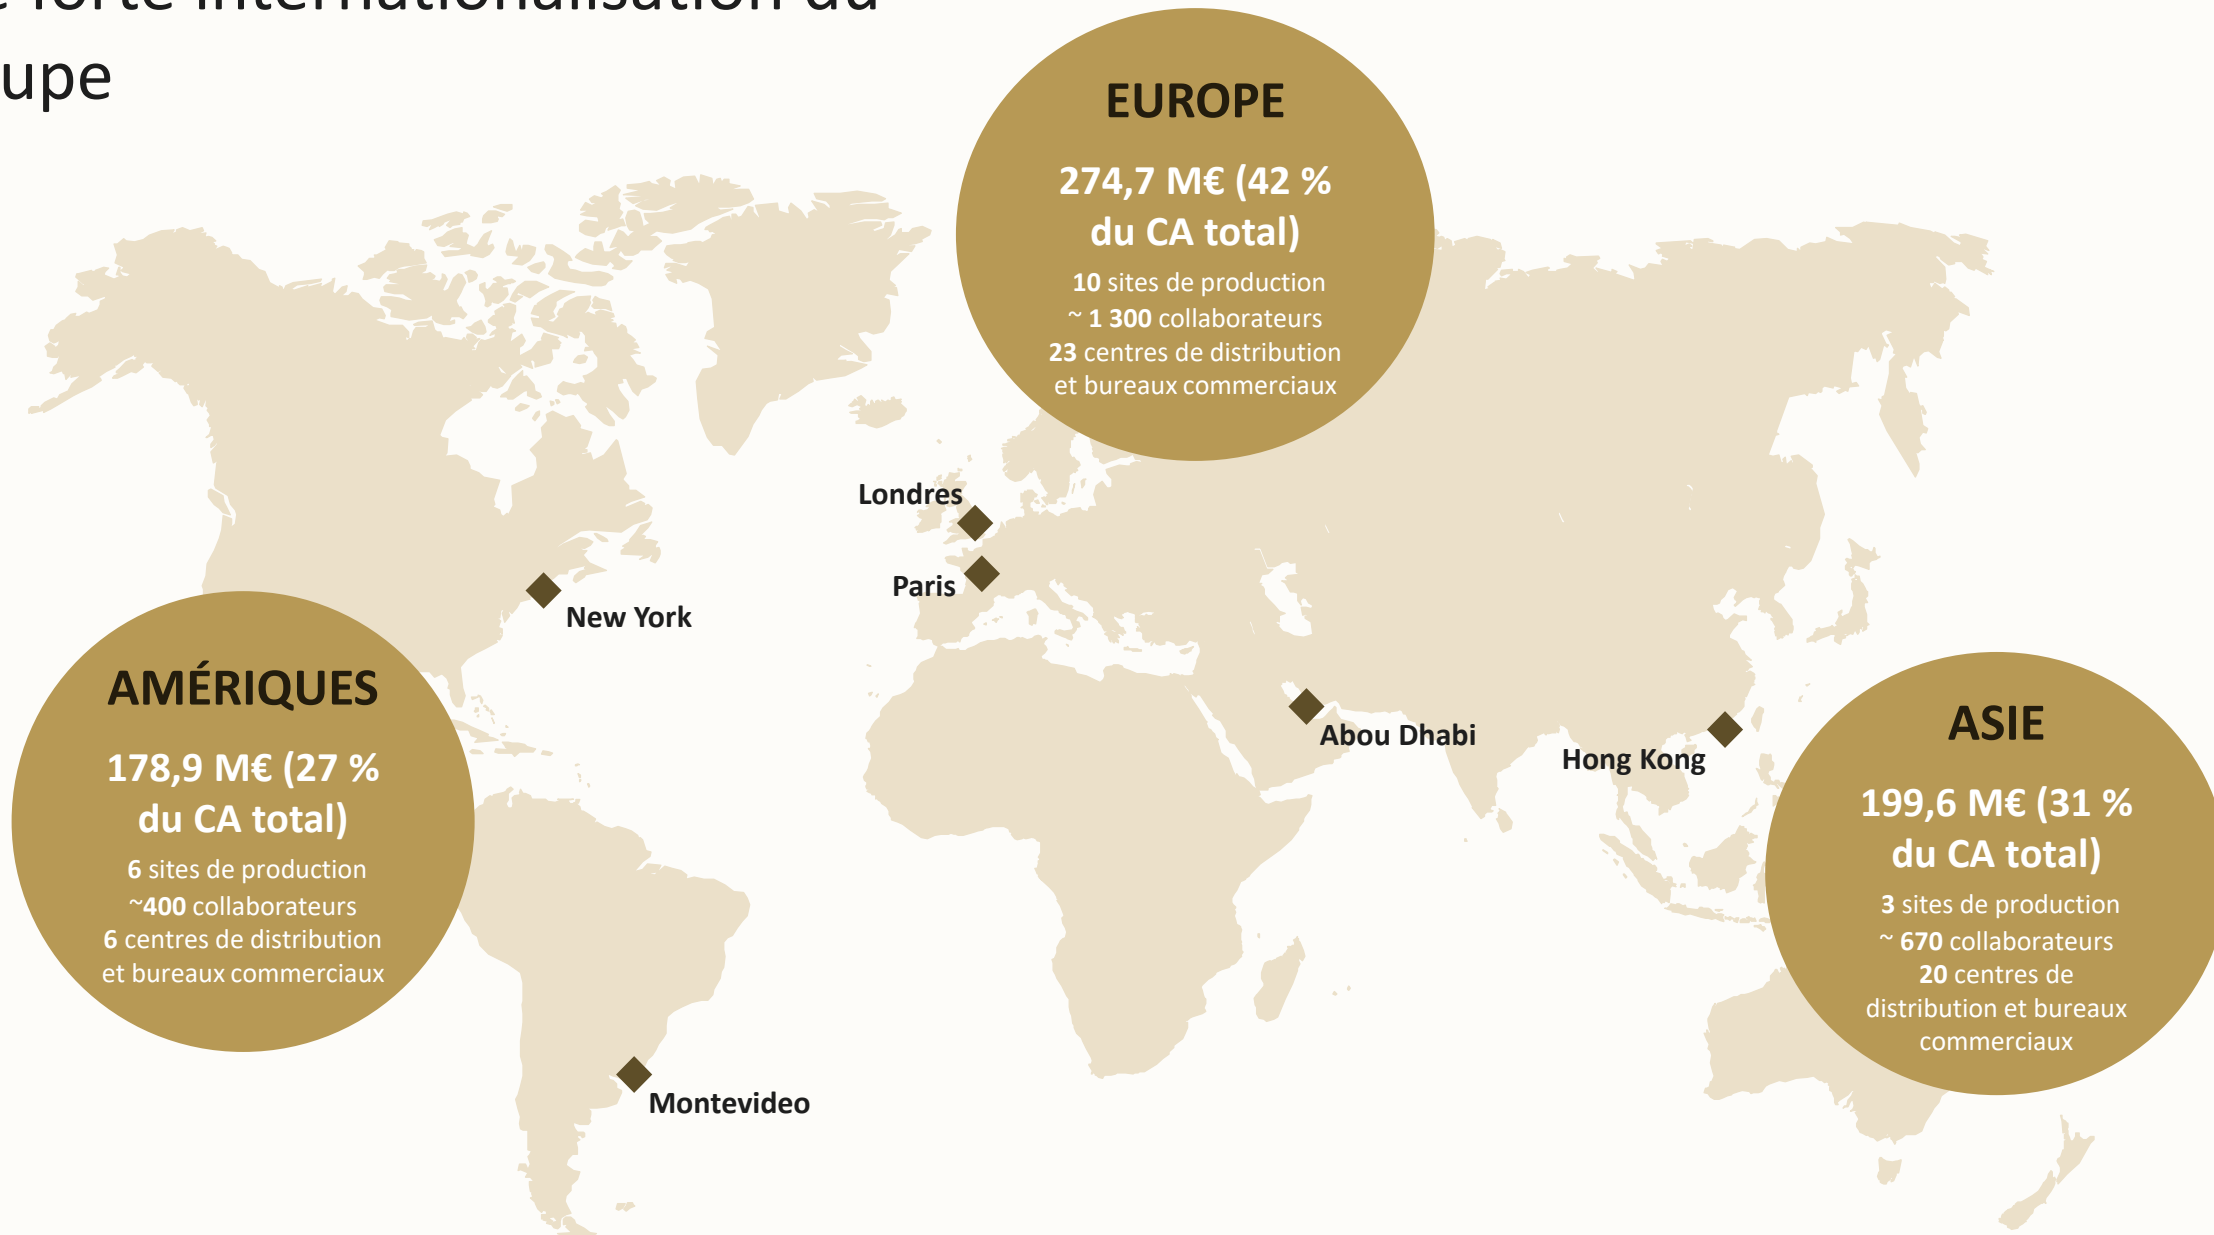 forte internationalisation du
upe
EUROPE
274,7 M€ (42 %
du CA total)
10 sites de production
~ 1 300 collaborateurs
23 centres de distribution
et bureaux commerciaux
Londres
Paris
New York
AMÉRIQUES
178,9 M€ (27 %
du CA total)
6 sites de production
~400 collaborateurs
6 centres de distribution
et bureaux commerciaux
Abou Dhabi
Hong Kong
ASIE
199,6 M€ (31 %
du CA total)
3 sites de production
~ 670 collaborateurs
20 centres de
distribution et bureaux
commerciaux
Montevideo